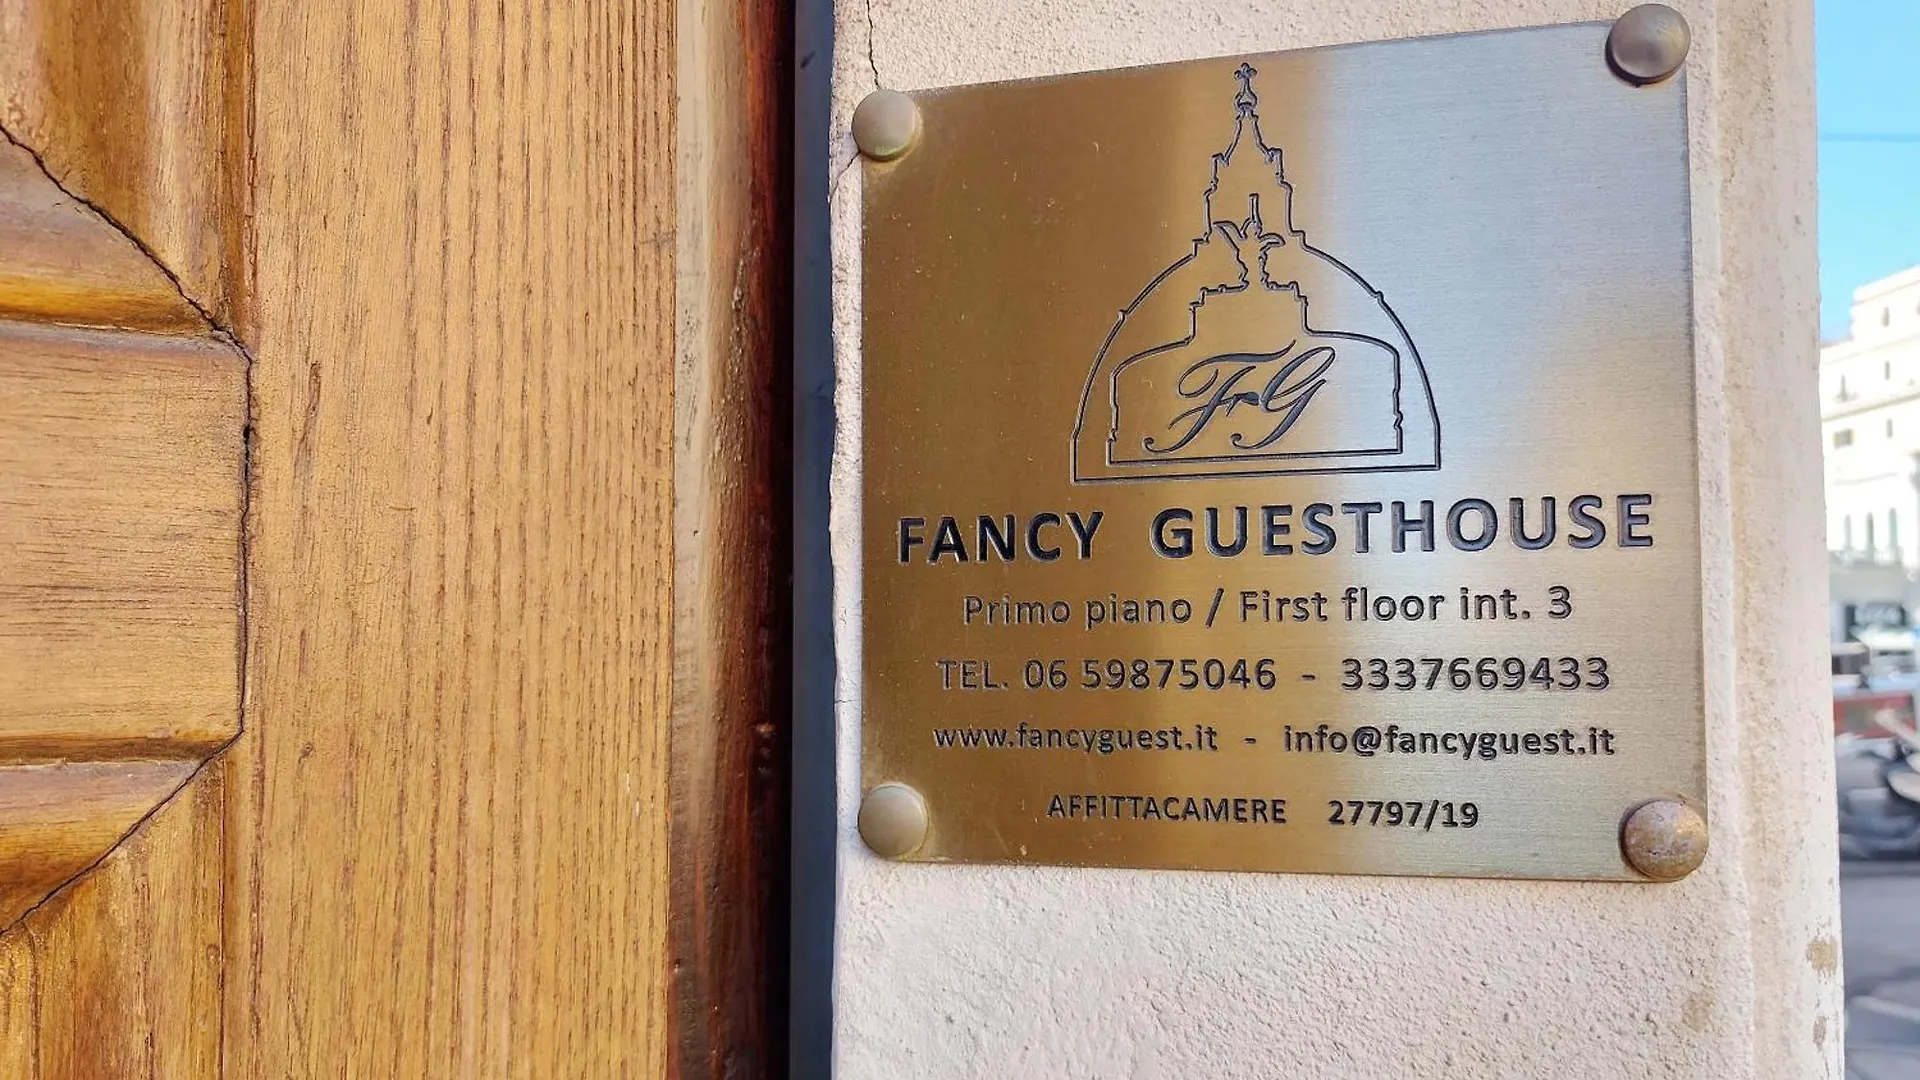 FG
FANCY GUESTHOUSE
Primo piano / First floor int. 3
TEL. 06 59875046 - 3337669433
www.fancyguest.it - info@fancyguest.it
AFFITTACAMERE 27797/19